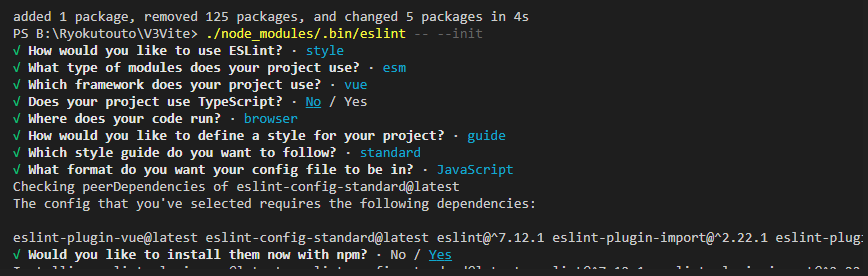 added 1 package, removed 125 packages, and changed 5 packages in 4s
PS B:\Ryokutouto\V3Vite> ./node_modules/.bin/eslint -- --init
√ How would you like to use ESLint? · style
√ What type of modules does your project use? · esm
√ Which framework does your project use? · vue
√ Does your project use TypeScript? · No / Yes
√ Where does your code run? · browser
√ How would you like to define a style for your project? · guide
√ Which style guide do you want to follow? · standard
√ What format do you want your config file to be in? · JavaScript
Checking peerDependencies of eslint-config-standard@latest
The config that you've selected requires the following dependencies:
eslint-plugin-vue@latest eslint-config-standard@latest eslint@^7.12.1 eslint-plugin-import@^2.22.1 eslint-plug
√ Would you like to install them now with npm? · No / Yes